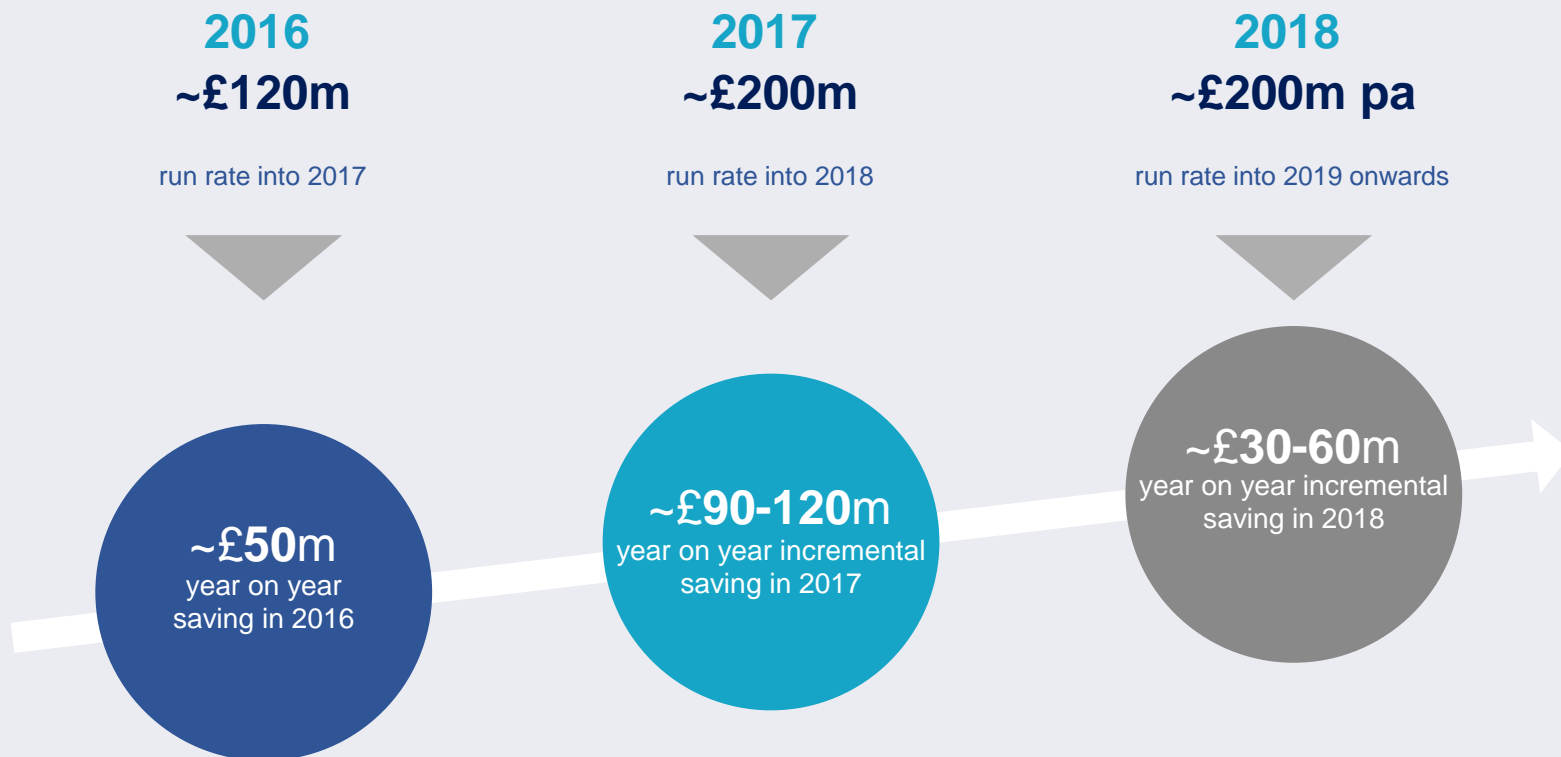 2016
~£120m
run rate into 2017
~£50m
year on year
saving in 2016
2017
~£200m
run rate into 2018
~£90-120m
year on year incremental
saving in 2017
2018
~£200m pa
run rate into 2019 onwards
~£30-60m
year on year incremental
saving in 2018